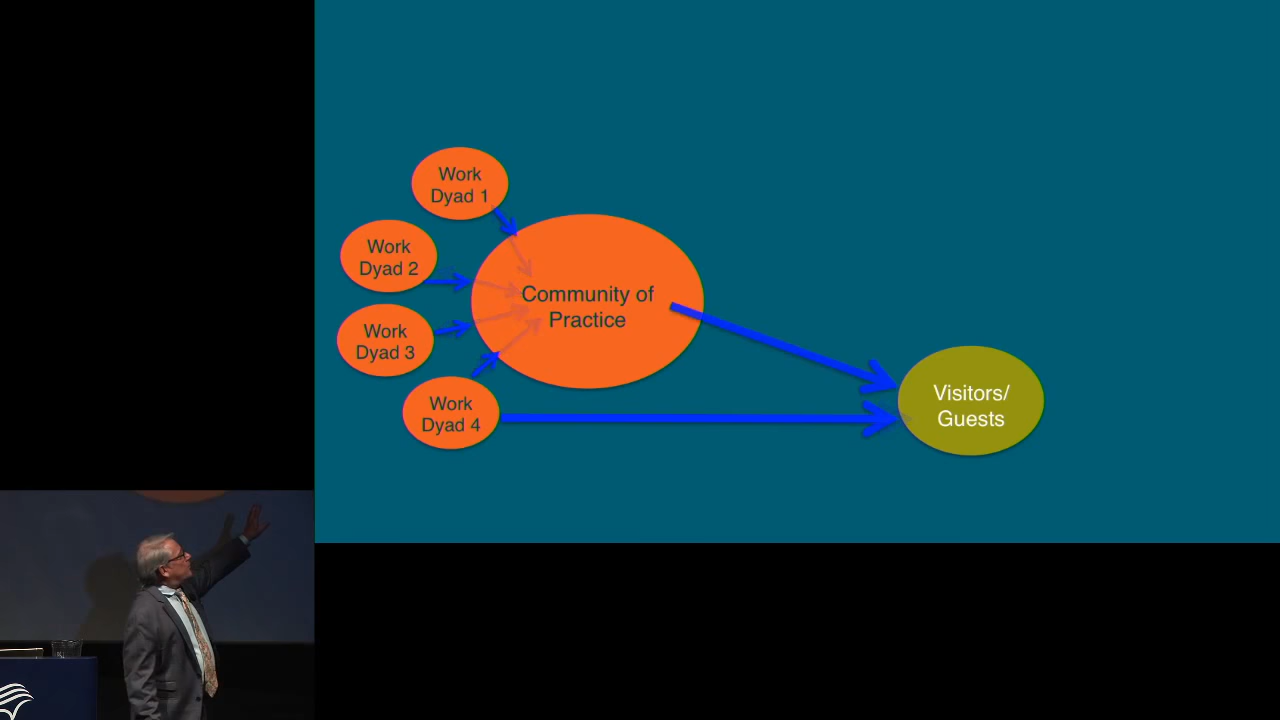 Work
Dyad 1
Work
Dyad 2
Work
Dyad 3
Work
Dyad 4
Community of
Practice
Visitors/
Guests